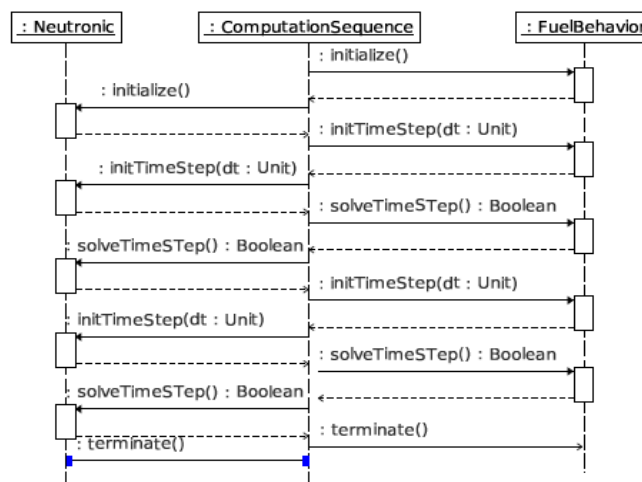 : Neutronic
: ComputationSequence
: FuelBehavior
: initialize()
: initialize()
: initTimeStep(dt : Unit)
: initTimeStep(dt : Unit)
: solveTimeSTep() : Boolean
: solveTimeSTep() : Boolean
: initTimeStep(dt : Unit)
: initTimeStep(dt : Unit)
: solveTimeSTep() : Boolean
: solveTimeSTep() : Boolean
: terminate()
: terminate()